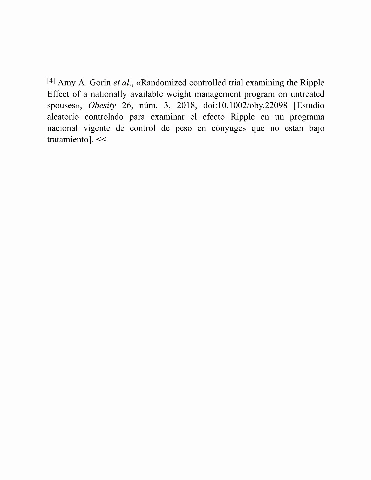 [4] Amy A. Gorin et al., «Randomized controlled trial examining the Ripple
Effect of a nationally available weight management program on untreated
spouses», Obesity 26, núm. 3, 2018, doi:10.1002/oby.22098 [Estudio
aleatorio controlado para examinar el efecto Ripple en un programa
nacional vigente de control de peso en cónyuges que no están bajo
tratamiento]. <<